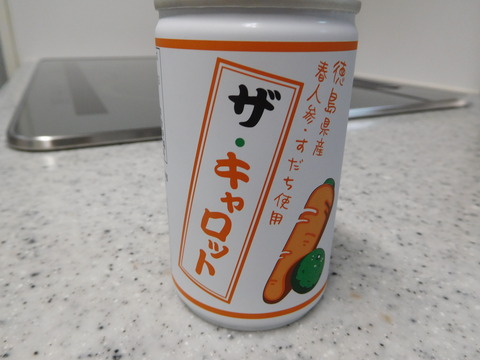 徳島県産
春人参・すだち使用
ザ・キャロット